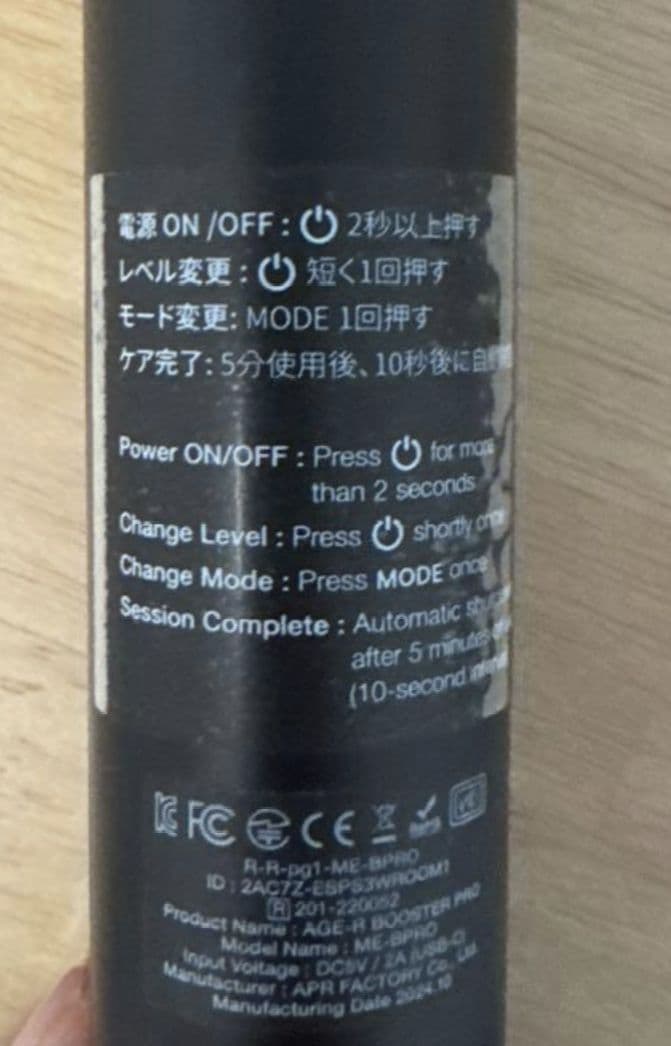 電源 ON /OFF : 2秒以上押す
レベル変更 : 短く1回押す
モード変更: MODE 1回押す
ケア完了: 5分使用後、10秒後に自
Power ON/OFF : Press for more
than 2 seconds
Change Level : Press shortly once
Change Mode : Press MODE once
Session Complete : Automatic
after 5 minutes
(10-second
FC CE
R-R-pg1-ME-BPRO
ID : 2AC7Z-ESPS3WROOM1
R 201-220052
Product Name : AGE-R BOOSTER PRO
Model Name : ME-BPRO
Input Voltage : DC5V / 2A (USB-C)
Manufacturer : APR FACTORY Co., Ltd.
Manufacturing Date 2024.10